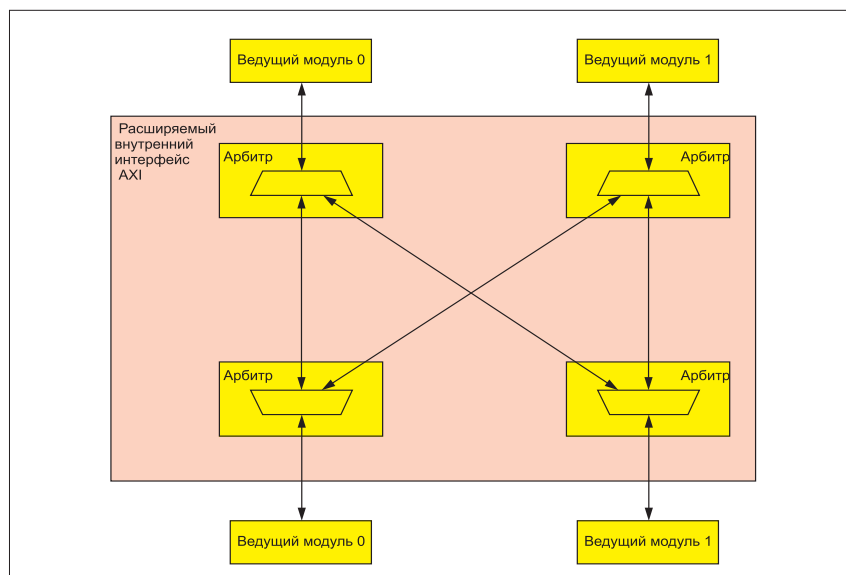 Ведущий модуль 0
Ведущий модуль 1
Расширяемый
внутренний
интерфейс
AXI
Арбитр
Арбитр
Арбитр
Арбитр
Ведущий модуль 0
Ведущий модуль 1